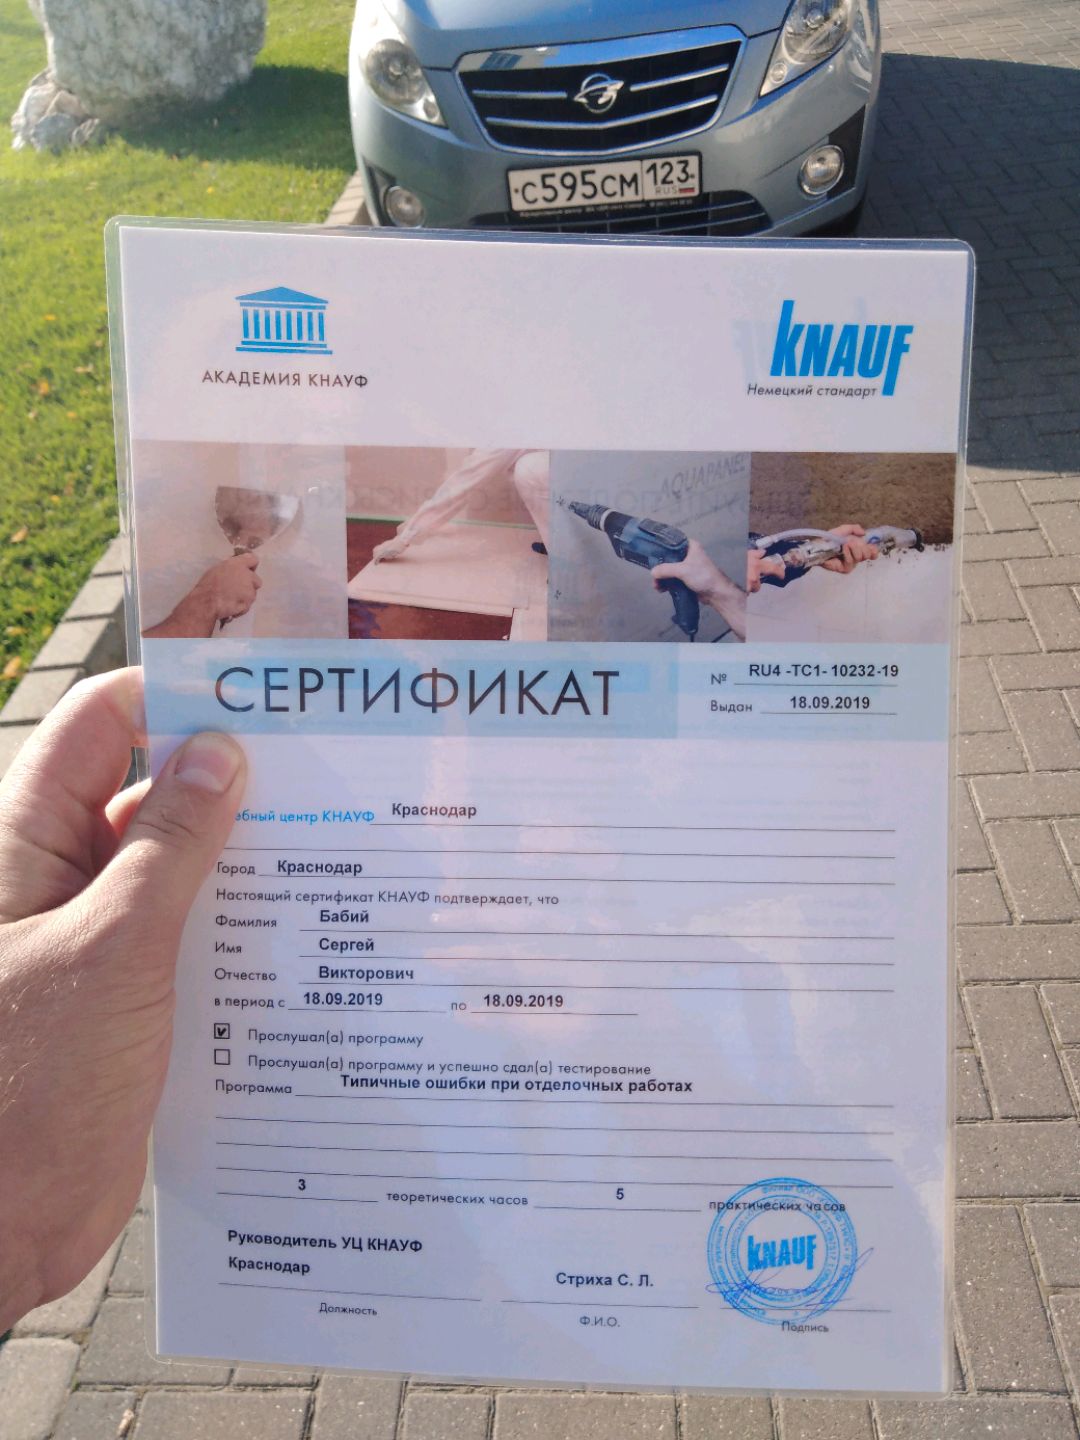 С595СМ 123
RUS
АКАДЕМИЯ КНАУФ
KNAUF
Немецкий стандарт
AQUAPANEL
СЕРТИФИКАТ
№ RU4 -TC1- 10232-19
Выдан 18.09.2019
центр КНАУФ Краснодар
Город Краснодар
Настоящий сертификат КНАУФ подтверждает, что
Фамилия Бабий
Имя Сергей
Отчество Викторович
в период с 18.09.2019 по 18.09.2019
Прослушал(а) программу
Прослушал(а) программу и успешно сдал(а) тестирование
Программа Типичные ошибки при отделочных работах
3 теоретических часов 5 практических часов
Руководитель УЦ КНАУФ
Краснодар Стриха С. Л.
Должность Ф.И.О. Подпись
KNAUF